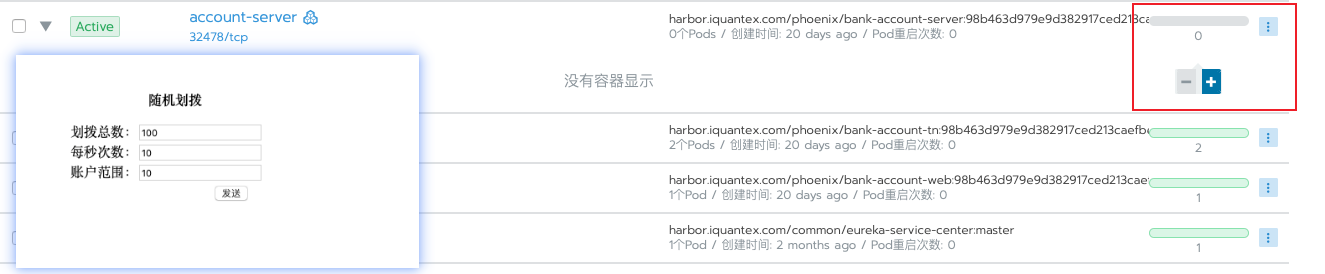 Active
account-server
32478/tcp
harbor.iquantex.com/phoenix/bank-account-server:98b463d979e9d382917ced213ca
0个Pods / 创建时间: 20 days ago / Pod重启次数: 0
0
没有容器显示
随机划拨
划拨总数: 100
每秒次数: 10
账户范围: 10
发送
harbor.iquantex.com/phoenix/bank-account-tn:98b463d979e9d382917ced213caefb
2个Pods / 创建时间: 20 days ago / Pod重启次数: 0
2
harbor.iquantex.com/phoenix/bank-account-web:98b463d979e9d382917ced213cae
1个Pod / 创建时间: 20 days ago / Pod重启次数: 0
1
harbor.iquantex.com/common/eureka-service-center:master
1个Pod / 创建时间: 2 months ago / Pod重启次数: 0
1